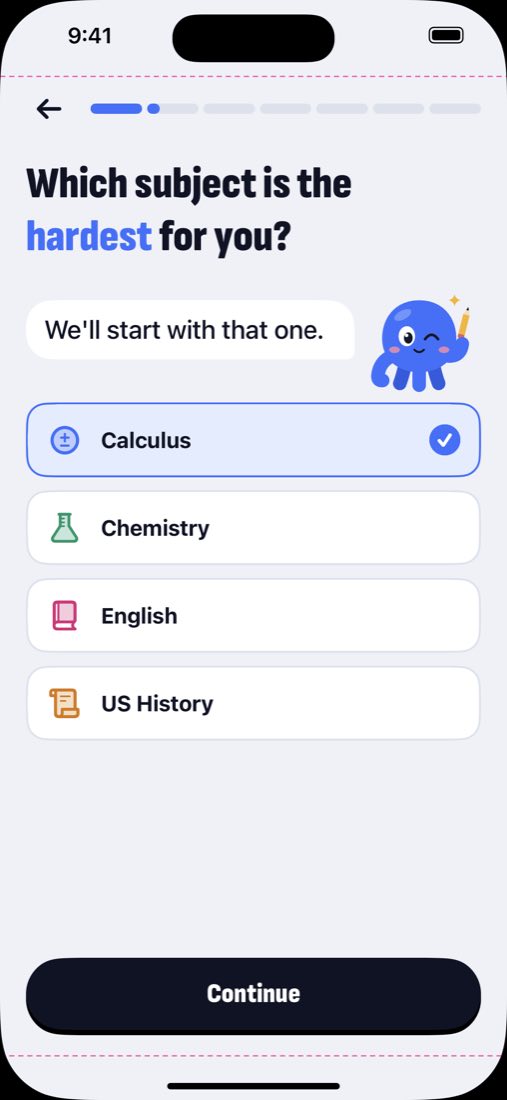 9:41
Which subject is the
hardest for you?
We'll start with that one.
Calculus
Chemistry
English
US History
Continue